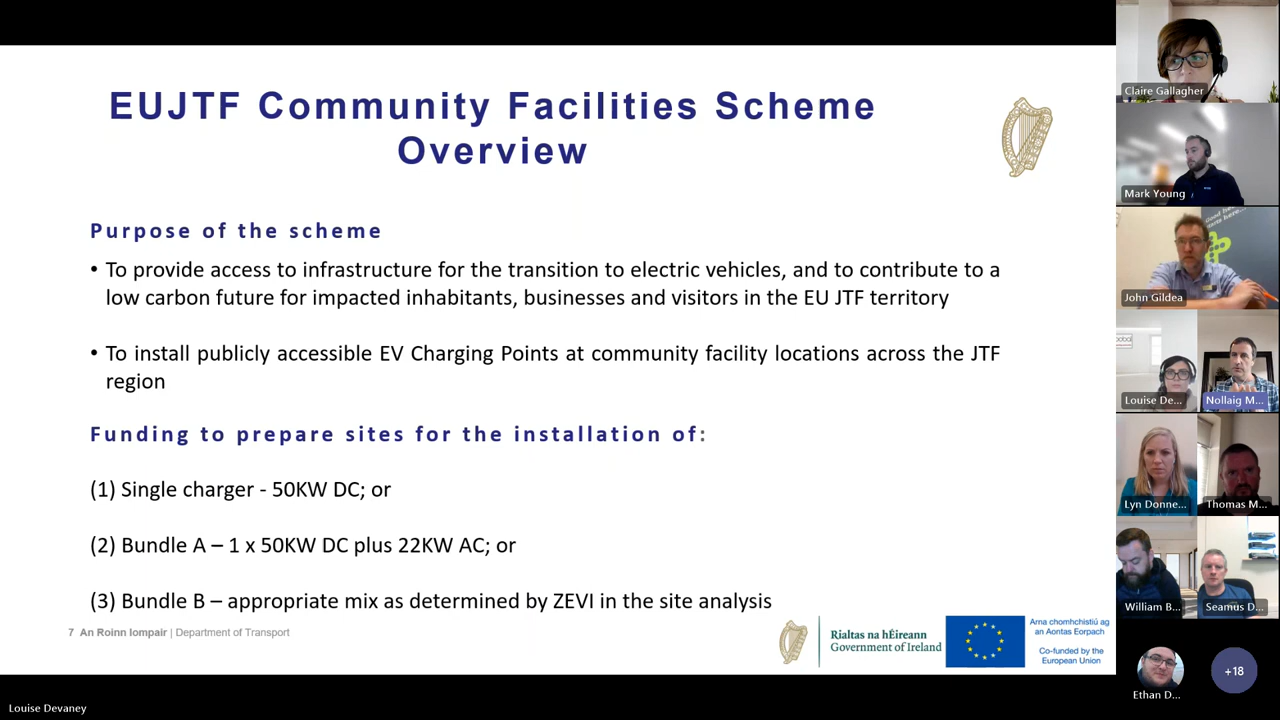 EUJTF Community Facilities Scheme
Overview
Purpose of the scheme
• To provide access to infrastructure for the transition to electric vehicles, and to contribute to a
low carbon future for impacted inhabitants, businesses and visitors in the EU JTF territory
• To install publicly accessible EV Charging Points at community facility locations across the JTF
region
Funding to prepare sites for the installation of:
(1) Single charger - 50KW DC; or
(2) Bundle A – 1 x 50KW DC plus 22KW AC; or
(3) Bundle B – appropriate mix as determined by ZEVI in the site analysis
7 An Roinn Iompair | Department of Transport
Rialtas na hÉireann
Government of Ireland
Arna chomhchistiú ag
an Aontas Eorpach
Co-funded by the
European Union
Claire Gallagher
Mark Young
Good
John Gildea
Louise De...
Nollaig M...
Lyn Donne...
Thomas M...
William B...
Seamus D...
Ethan D...
+18
Louise Devaney